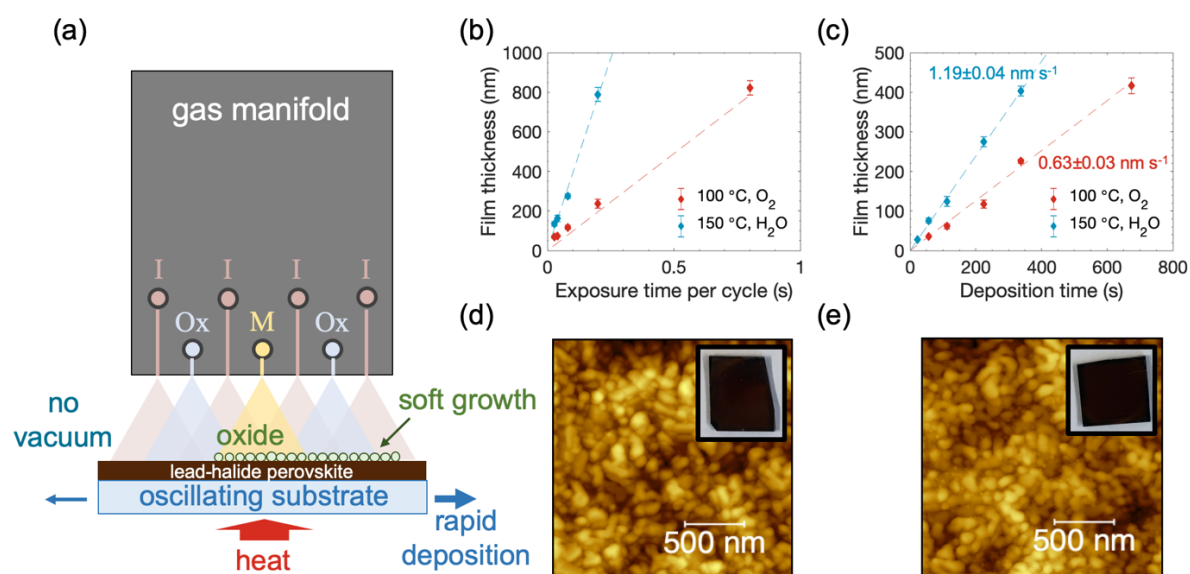 (a)
gas manifold
I
I
I
I
Ox
M
Ox
no
vacuum
oxide
soft growth
lead-halide perovskite
oscillating substrate
heat
rapid
deposition
(b)
1000
800
600
400
200
0
Film thickness (nm)
100 °C, O₂
150 °C, H₂O
0
0.5
1
Exposure time per cycle (s)
(c)
500
400
300
200
100
0
Film thickness (nm)
1.19±0.04 nm s⁻¹
0.63±0.03 nm s⁻¹
100 °C, O₂
150 °C, H₂O
0
200
400
600
800
Deposition time (s)
(d)
500 nm
(e)
500 nm